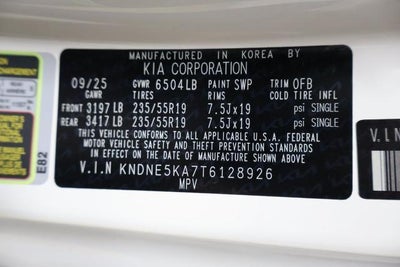 MANUFACTURED IN KOREA BY
KIA CORPORATION
09/25 GVWR 6504LB PAINT SWP TRIM OFB
GAWR TIRES RIMS COLD TIRE INFL
FRONT 3197 LB 235/55R19 7.5Jx19 psi SINGLE
REAR 3417 LB 235/55R19 7.5Jx19 psi SINGLE
THIS VEHICLE CONFORMS TO ALL APPLICABLE U.S.A. FEDERAL
MOTOR VEHICLE SAFETY AND THEFT PREVENTION STANDARDS
IN EFFECT ON THE DATE OF MANUFACTURE SHOWN ABOVE.
V.I.N KNDNE5KA7T6128926
MPV
E82
V.I.N